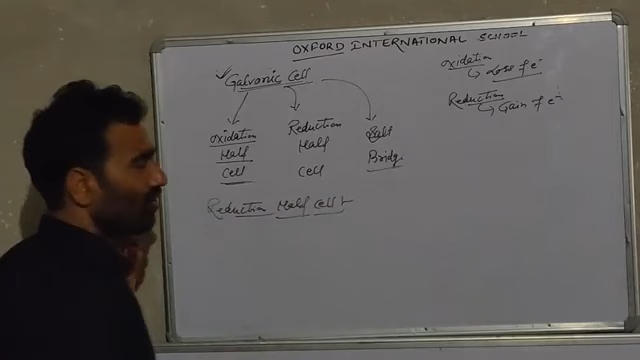 OXFORD INTERNATIONAL SCHOOL
✓ Galvanic Cell
Oxidation Half Cell
Reduction Half Cell
Salt Bridge
Reduction Half Cell :-
Oxidation
↳ Loss of e⁻
Reduction
↳ Gain of e⁻